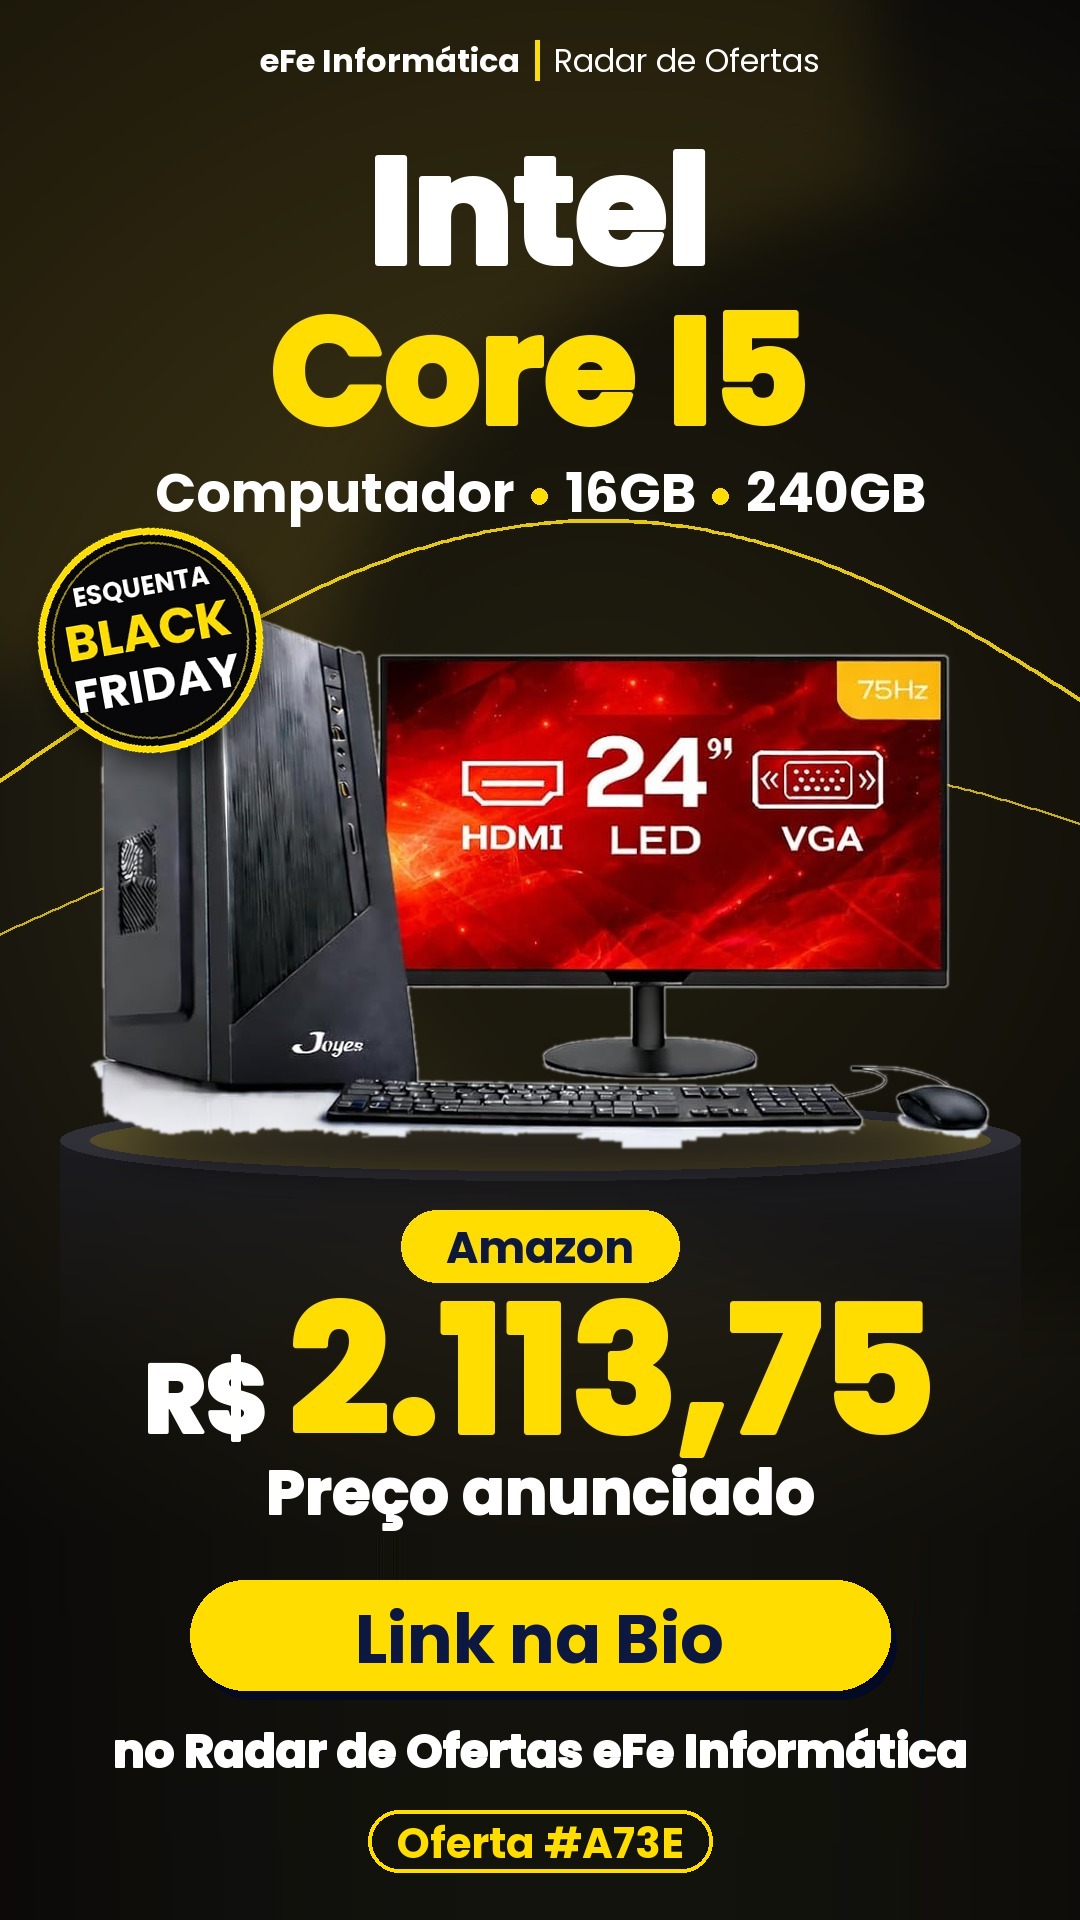 eFe Informática | Radar de Ofertas
Intel
Core I5
Computador • 16GB • 240GB
ESQUENTA
BLACK
FRIDAY
75Hz
24"
HDMI LED VGA
Joyes
Amazon
R$ 2.113,75
Preço anunciado
Link na Bio
no Radar de Ofertas eFe Informática
Oferta #A73E